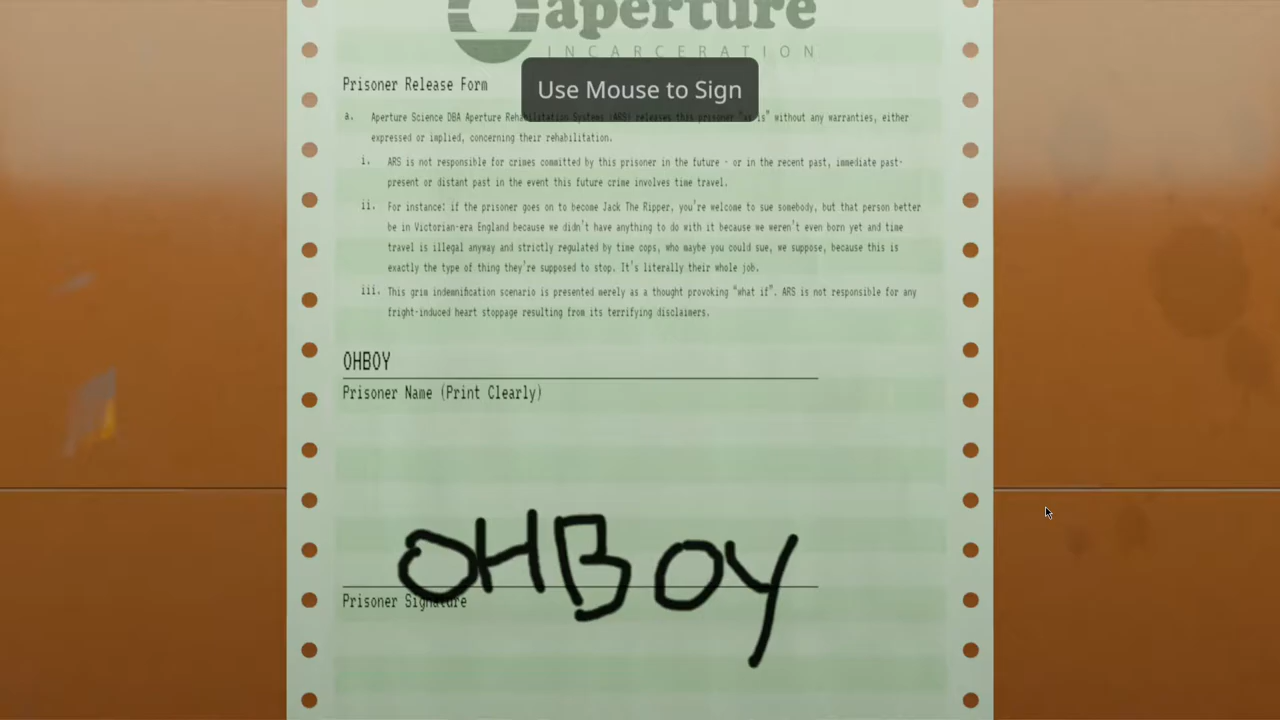 aperture
INCARCERATION
Use Mouse to Sign
Prisoner Release Form
a. Aperture Science DBA Aperture Rehabilitation Systems (ARS) releases this prisoner "as is" without any warranties, either
expressed or implied, concerning their rehabilitation.
i. ARS is not responsible for crimes committed by this prisoner in the future - or in the recent past, immediate past-
present or distant past in the event this future crime involves time travel.
ii. For instance: if the prisoner goes on to become Jack The Ripper, you're welcome to sue somebody, but that person better
be in Victorian-era England because we didn't have anything to do with it because we weren't even born yet and time
travel is illegal anyway and strictly regulated by time cops, who maybe you could sue, we suppose, because this is
exactly the type of thing they're supposed to stop. It's literally their whole job.
iii. This grim indemnification scenario is presented merely as a thought provoking "what if". ARS is not responsible for any
fright-induced heart stoppage resulting from its terrifying disclaimers.
OHBOY
Prisoner Name (Print Clearly)
OHBOY
Prisoner Signature